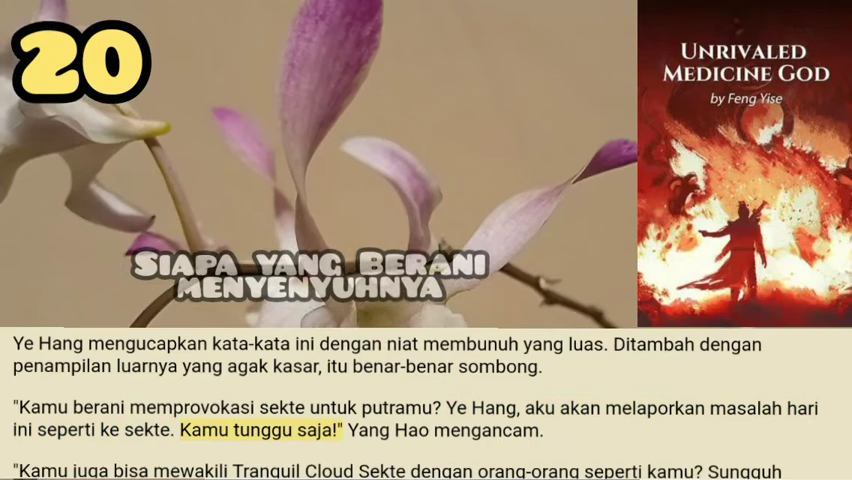 20
UNRIVALED
MEDICINE GOD
by Feng Yise
SIAPA YANG BERANI
MENYENYUHNYA
Ye Hang mengucapkan kata-kata ini dengan niat membunuh yang luas. Ditambah dengan
penampilan luarnya yang agak kasar, itu benar-benar sombong.
"Kamu berani memprovokasi sekte untuk putramu? Ye Hang, aku akan melaporkan masalah hari
ini seperti ke sekte. Kamu tunggu saja!" Yang Hao mengancam.
"Kamu juga bisa mewakili Tranquil Cloud Sekte dengan orang-orang seperti kamu? Sungguh